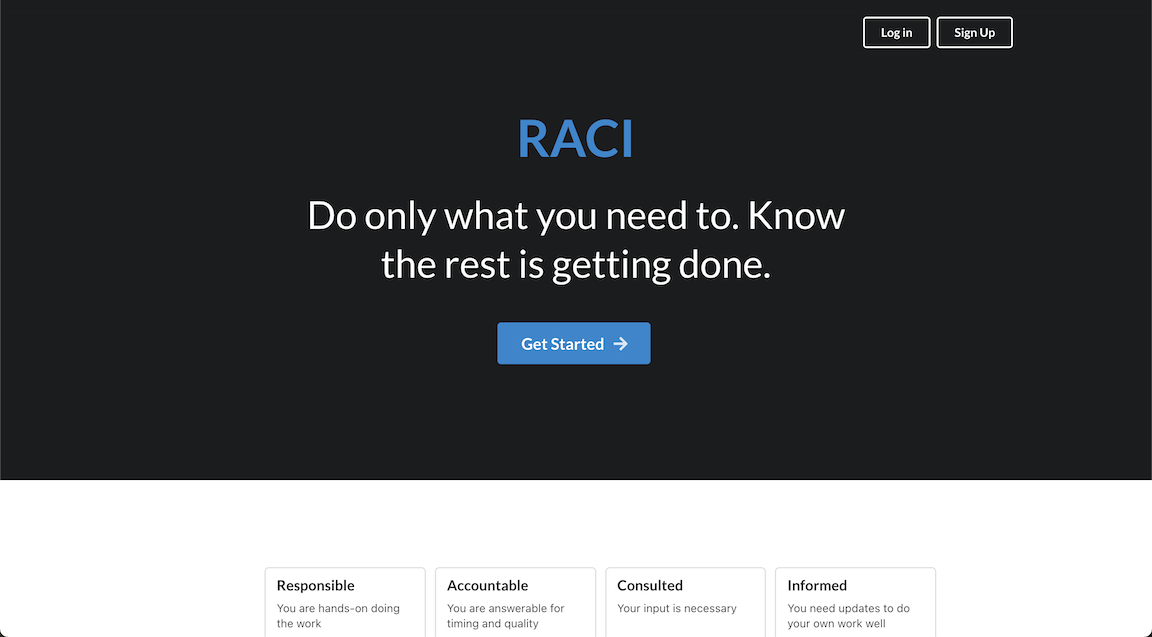 Log in
Sign Up
RACI
Do only what you need to. Know
the rest is getting done.
Get Started
Responsible
You are hands-on doing
the work
Accountable
You are answerable for
timing and quality
Consulted
Your input is necessary
Informed
You need updates to do
your own work well